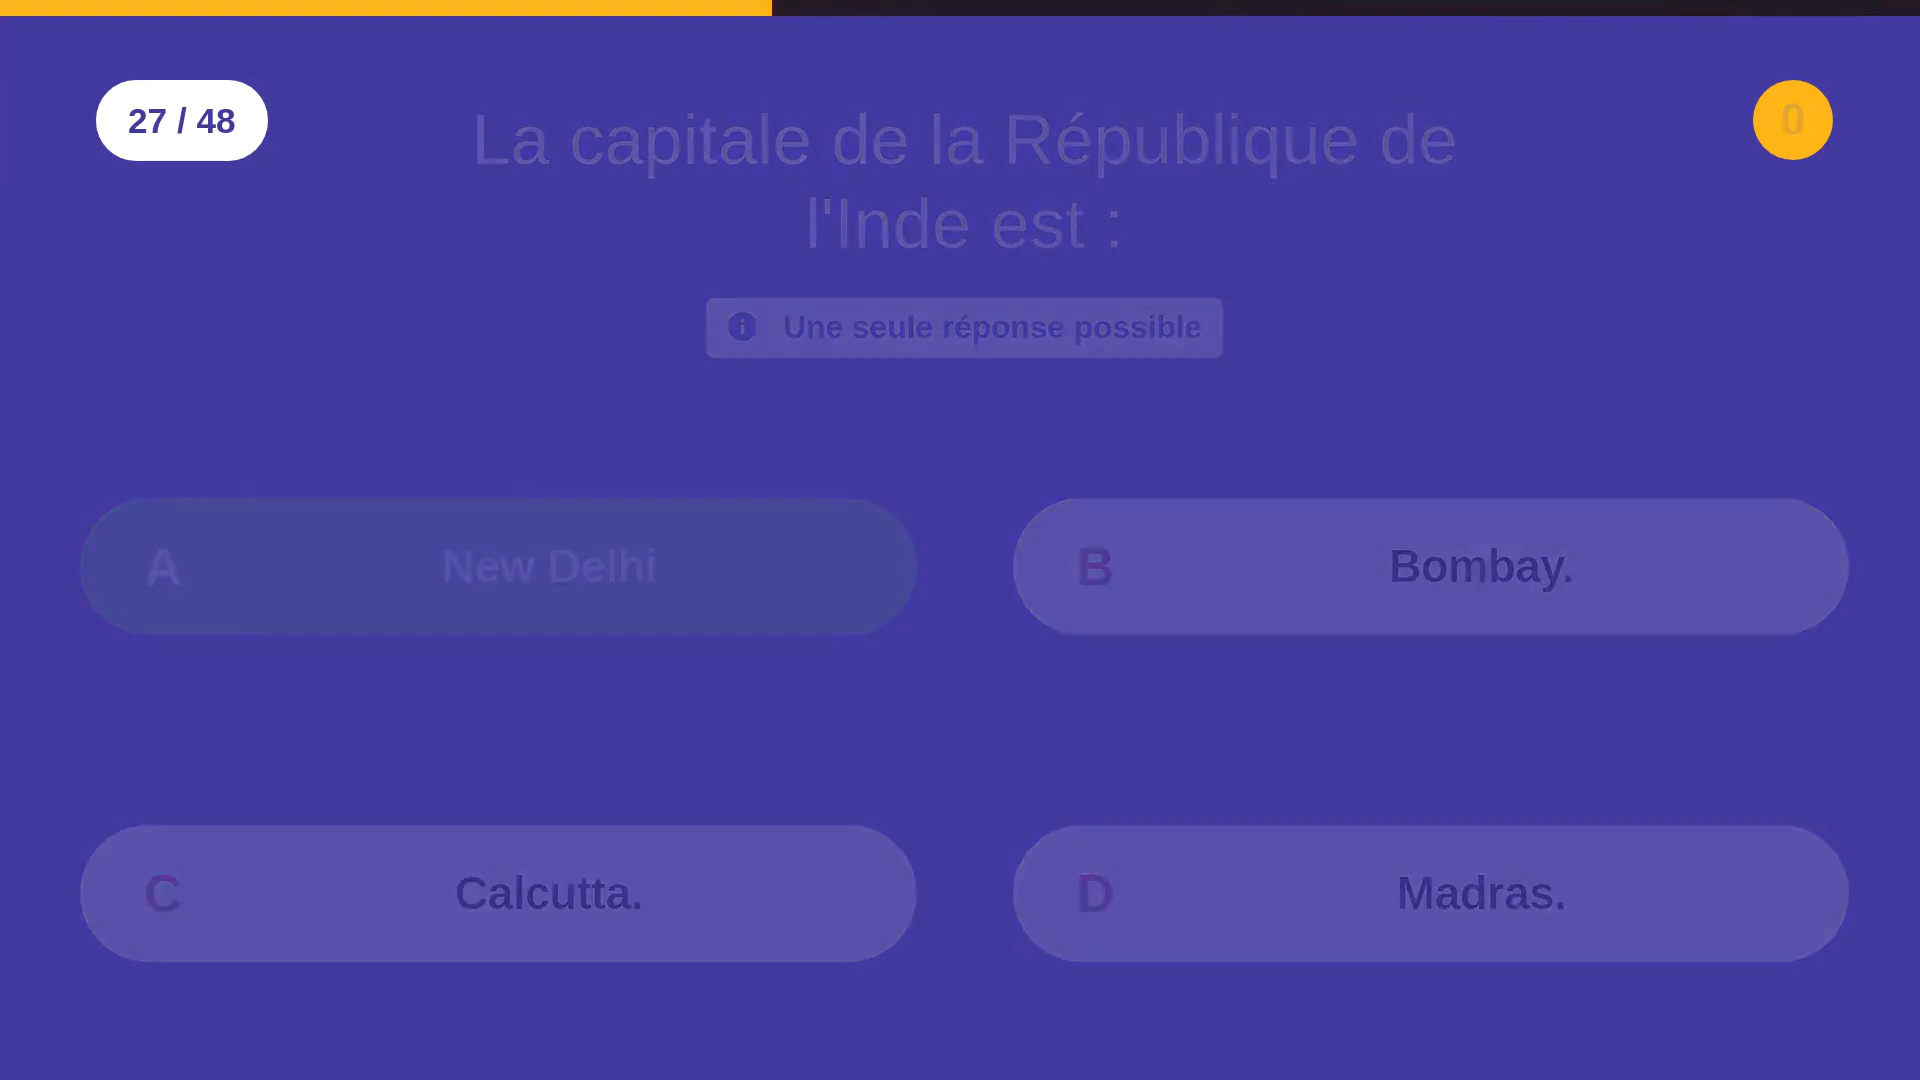 27 / 48
0
La capitale de la République de
l'Inde est :
Une seule réponse possible
A New Delhi
B Bombay.
C Calcutta.
D Madras.